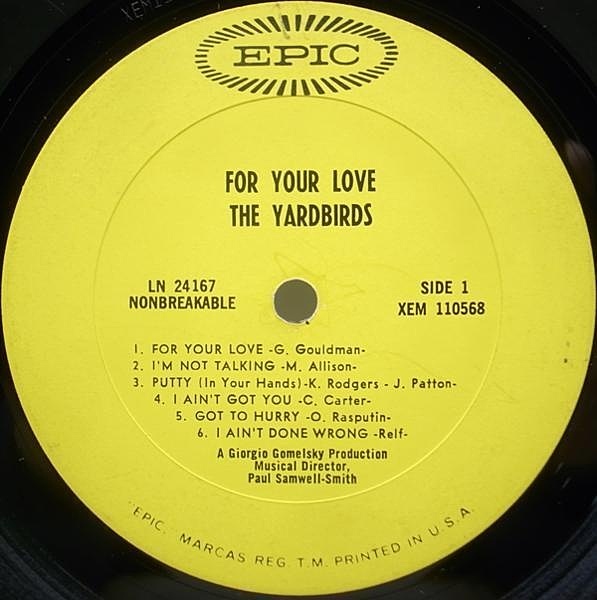 EPIC
FOR YOUR LOVE
THE YARDBIRDS
LN 24167
NONBREAKABLE
SIDE 1
XEM 110568
1. FOR YOUR LOVE -G. Gouldman-
2. I'M NOT TALKING -M. Allison-
3. PUTTY (In Your Hands)-K. Rodgers - J. Patton-
4. I AIN'T GOT YOU -C. Carter-
5. GOT TO HURRY -O. Rasputin-
6. I AIN'T DONE WRONG -Relf-
A Giorgio Gomelsky Production
Musical Director,
Paul Samwell-Smith
"EPIC," MARCAS REG. T.M. PRINTED IN U.S.A.